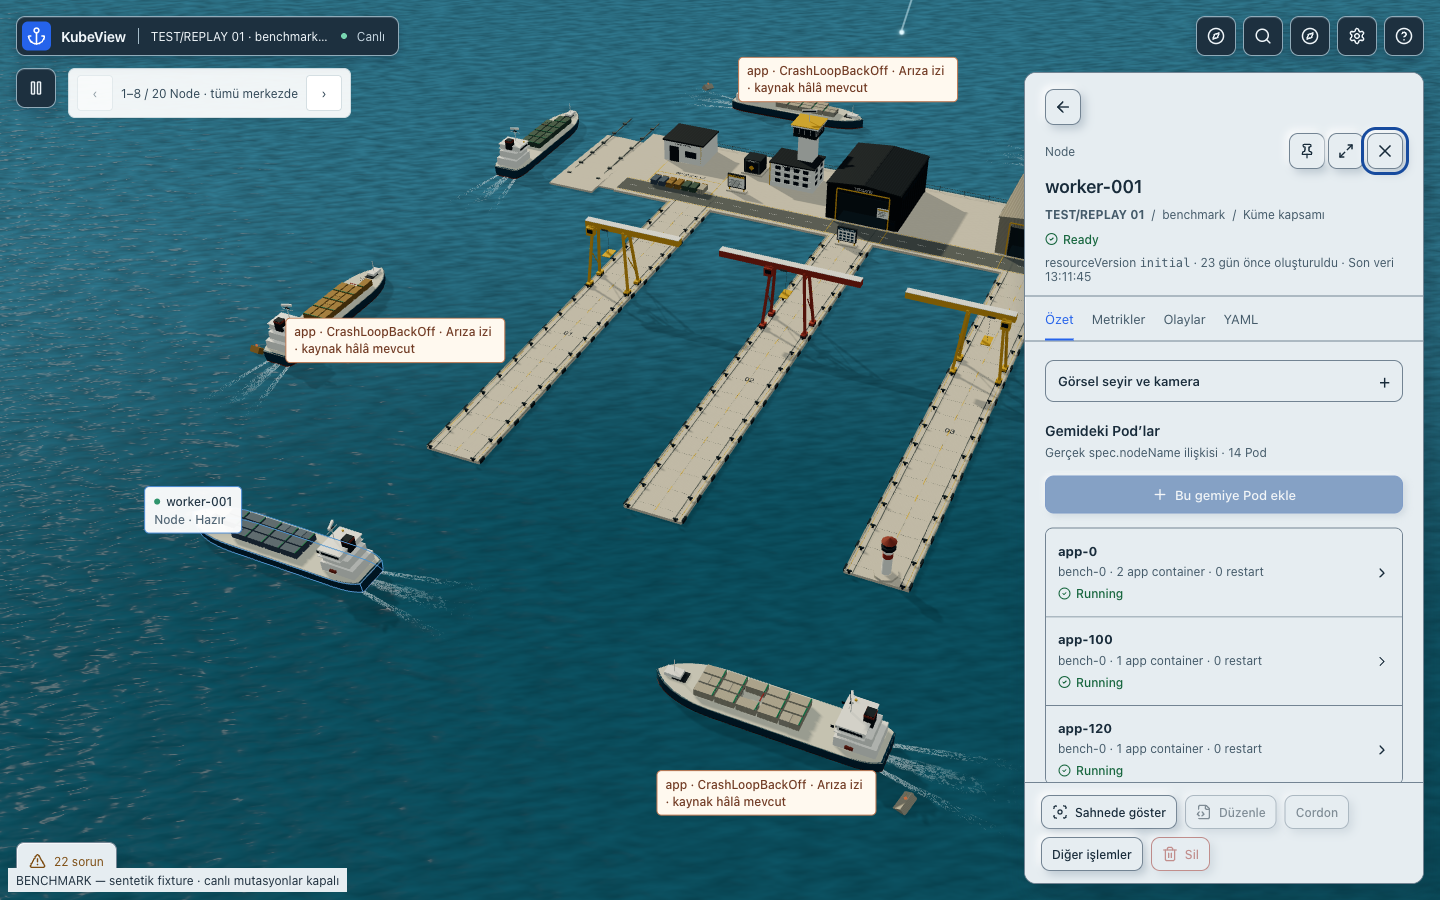 KubeView
TEST/REPLAY 01 · benchmark...
Canlı
1–8 / 20 Node · tümü merkezde
app · CrashLoopBackOff · Arıza izi
· kaynak hâlâ mevcut
app · CrashLoopBackOff · Arıza izi
· kaynak hâlâ mevcut
01
02
03
worker-001
Node · Hazır
app · CrashLoopBackOff · Arıza izi
· kaynak hâlâ mevcut
22 sorun
BENCHMARK — sentetik fixture · canlı mutasyonlar kapalı
Node
worker-001
TEST/REPLAY 01 / benchmark / Küme kapsamı
Ready
resourceVersion initial · 23 gün önce oluşturuldu · Son veri
13:11:45
Özet Metrikler Olaylar YAML
Görsel seyir ve kamera
Gemideki Pod’lar
Gerçek spec.nodeName ilişkisi · 14 Pod
Bu gemiye Pod ekle
app-0
bench-0 · 2 app container · 0 restart
Running
app-100
bench-0 · 1 app container · 0 restart
Running
app-120
bench-0 · 1 app container · 0 restart
Running
Sahnede göster Düzenle Cordon
Diğer işlemler Sil